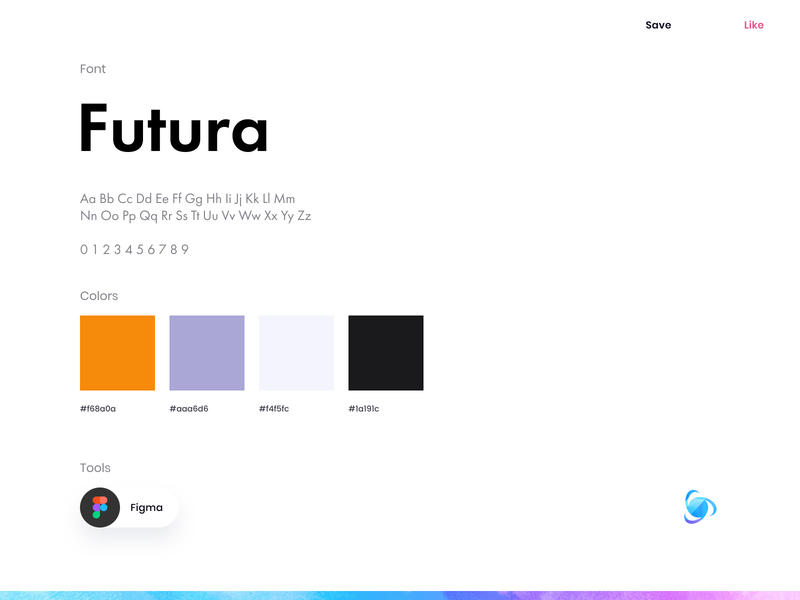 Save Like
Font
Futura
Aa Bb Cc Dd Ee Ff Gg Hh Ii Jj Kk Ll Mm
Nn Oo Pp Qq Rr Ss Tt Uu Vv Ww Xx Yy Zz
0 1 2 3 4 5 6 7 8 9
Colors
#f68a0a #aaa6d6 #f4f5fc #1a191c
Tools
Figma